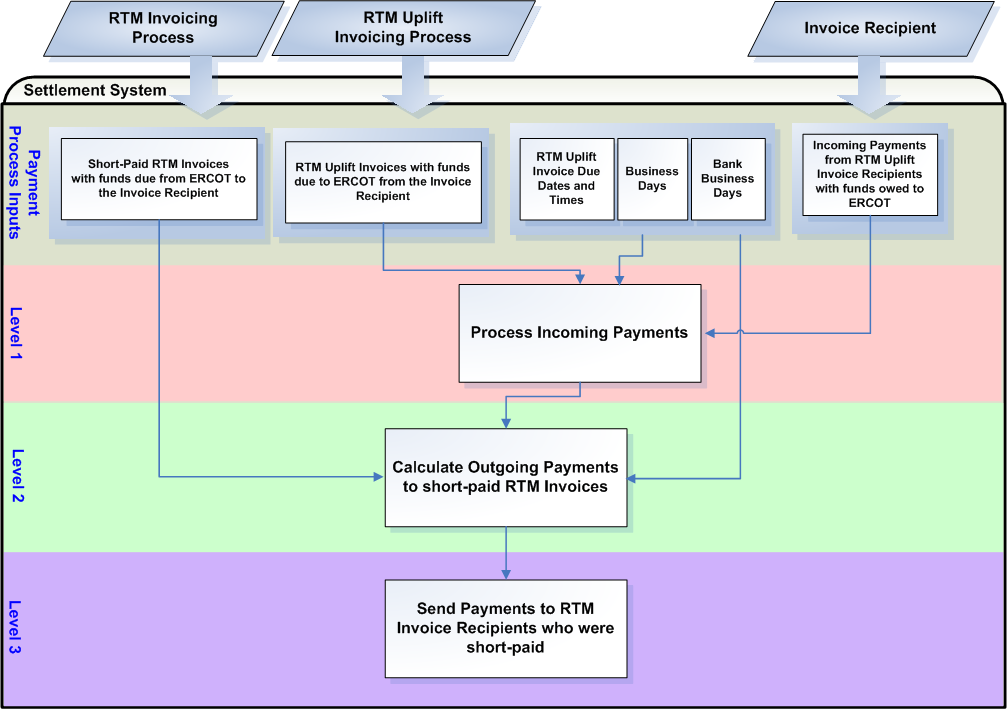 RTM Invoicing
Process
RTM Uplift
Invoicing Process
Invoice Recipient
Settlement System
Payment
Process Inputs
Short-Paid RTM Invoices
with funds due from ERCOT to
the Invoice Recipient
RTM Uplift Invoices with funds
due to ERCOT from the Invoice
Recipient
RTM Uplift
Invoice Due
Dates and
Times
Business
Days
Bank
Business
Days
Incoming Payments
from RTM Uplift
Invoice Recipients
with funds owed to
ERCOT
Level 1
Process Incoming Payments
Level 2
Calculate Outgoing Payments
to short-paid RTM Invoices
Level 3
Send Payments to RTM
Invoice Recipients who were
short-paid